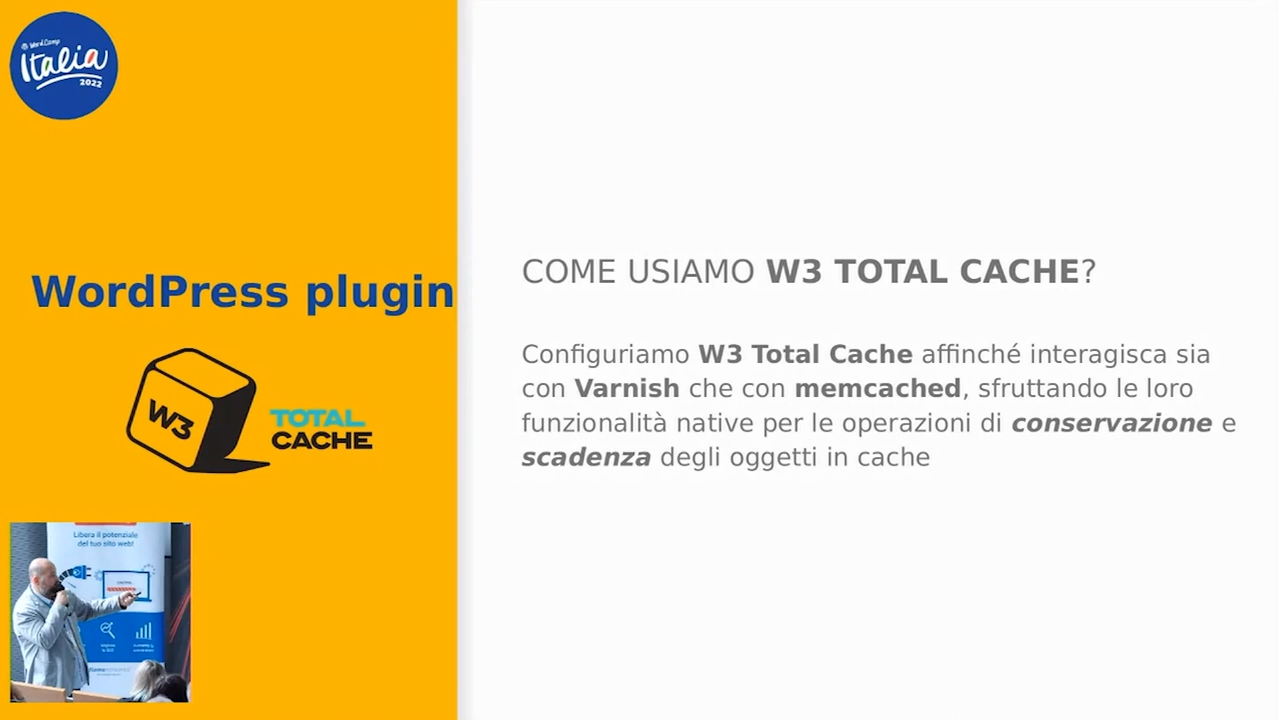 WordCamp
Italia
2022
WordPress plugin
W3
TOTAL
CACHE
COME USIAMO W3 TOTAL CACHE?
Configuriamo W3 Total Cache affinché interagisca sia
con Varnish che con memcached, sfruttando le loro
funzionalità native per le operazioni di conservazione e
scadenza degli oggetti in cache
Libera il potenziale
del tuo sito web!